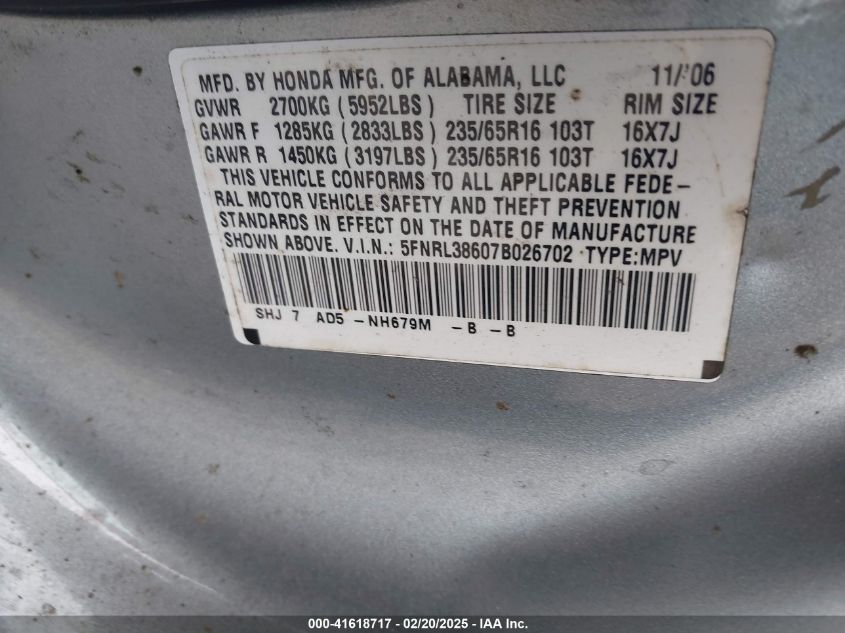 MFD. BY HONDA MFG. OF ALABAMA, LLC 11/06
GVWR 2700KG (5952LBS) TIRE SIZE RIM SIZE
GAWR F 1285KG (2833LBS) 235/65R16 103T 16X7J
GAWR R 1450KG (3197LBS) 235/65R16 103T 16X7J
THIS VEHICLE CONFORMS TO ALL APPLICABLE FEDE-
RAL MOTOR VEHICLE SAFETY AND THEFT PREVENTION
STANDARDS IN EFFECT ON THE DATE OF MANUFACTURE
SHOWN ABOVE. V.I.N.: 5FNRL38607B026702 TYPE:MPV
SHJ 7 AD5 -NH679M -B -B
000-41618717 - 02/20/2025 - IAA, Inc.